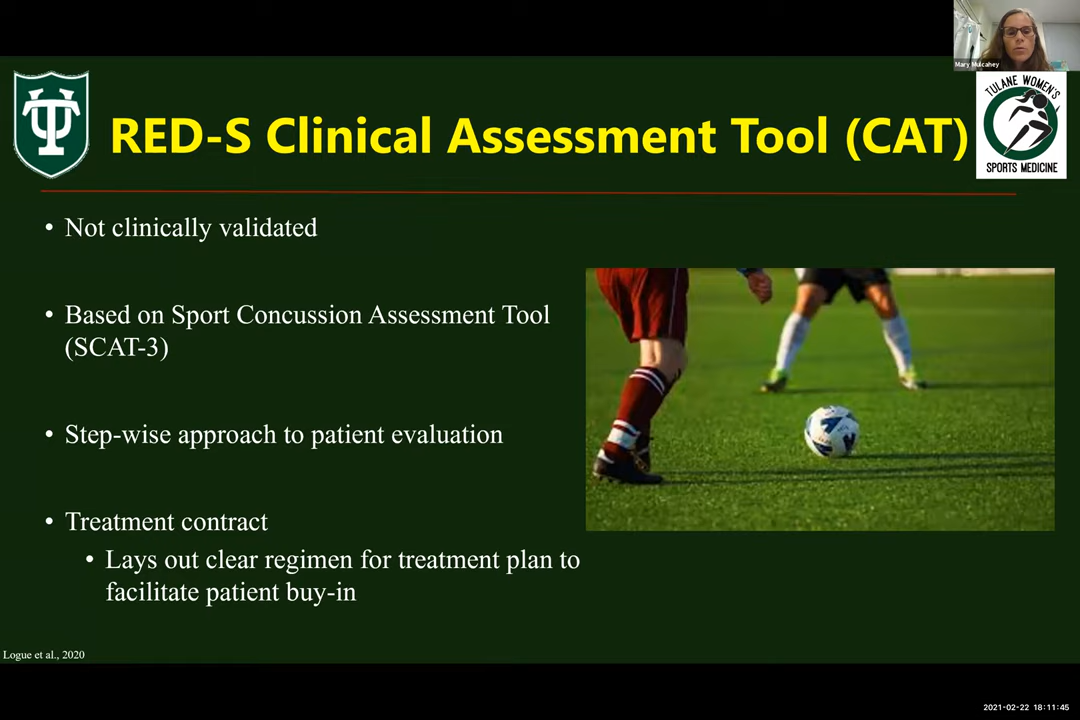 Mary Mulcahey
TULANE WOMEN'S
SPORTS MEDICINE
RED-S Clinical Assessment Tool (CAT)
• Not clinically validated
• Based on Sport Concussion Assessment Tool
(SCAT-3)
• Step-wise approach to patient evaluation
• Treatment contract
• Lays out clear regimen for treatment plan to
facilitate patient buy-in
Logue et al., 2020
2021-02-22 18:11:45